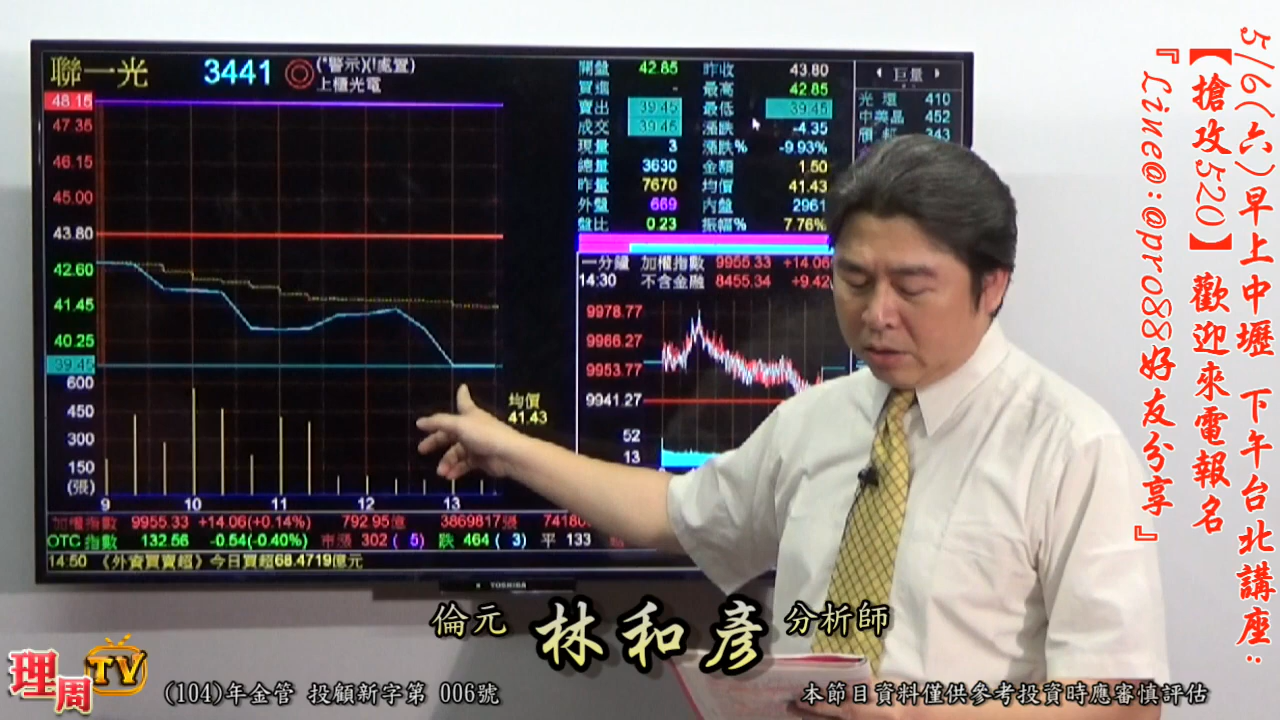 聯一光 3441 (*警示)(!處置)
上櫃光電
48.15
47.35
46.15
45.00
43.80
42.60
41.45
40.25
39.45
600
450
300
150
(張)
9 10 11 12 13
均價
41.43
開盤 42.85 昨收 43.80
買進 - 最高 42.85
賣出 39.45 最低 39.45
成交 39.45 漲跌 -4.35
現量 3 漲跌% -9.93%
總量 3630 金額 1.50
昨量 7670 均價 41.43
外盤 669 內盤 2961
盤比 0.23 振幅% 7.76%
巨量
光環 410
中美晶 452
343
一分鐘 加權指數 9955.33 +14.06
14:30 不含金融 8455.34 +9.42
9978.77
9966.27
9953.77
9941.27
52
13
加權指數 9955.33 +14.06(+0.14%) 792.95億 3869817張 74180
OTC指數 132.56 -0.54(-0.40%) 市漲 302( 5) 跌 464( 3) 平 133
14:50 《外資買賣超》今日買超68.4719億元
TOSHIBA
5/6(六)早上中壢 下午台北講座:
【搶攻520】歡迎來電報名
『Line@:@pro88好友分享』
倫元 林和彥 分析師
理周TV
(104)年金管 投顧新字第 006號
本節目資料僅供參考投資時應審慎評估